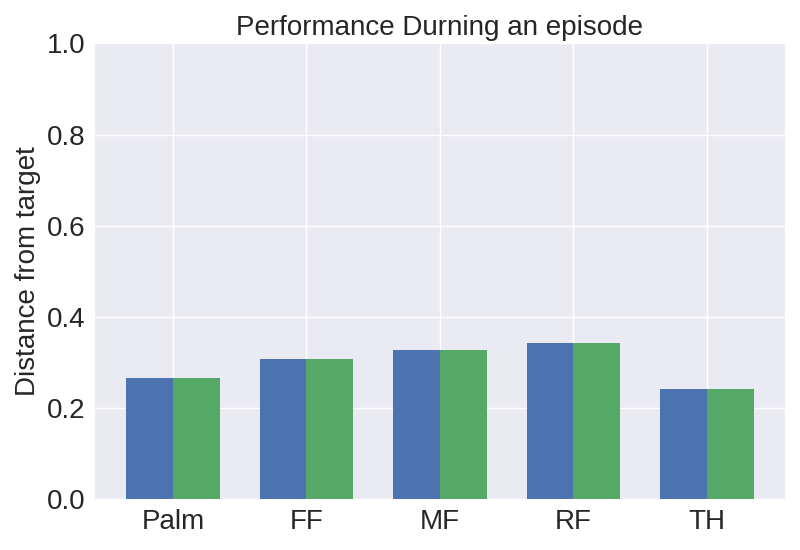 Performance Durning an episode
1.0
0.8
0.6
0.4
0.2
0.0
Distance from target
Palm FF MF RF TH